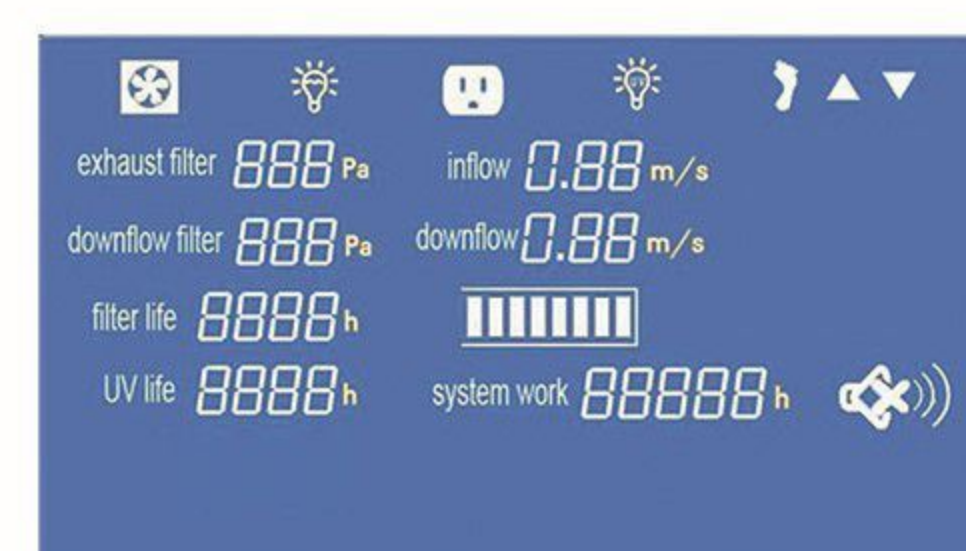 exhaust filter 888 Pa inflow 0.88 m/s
downflow filter 888 Pa downflow 0.88 m/s
filter life 8888 h
UV life 8888 h system work 88888 h